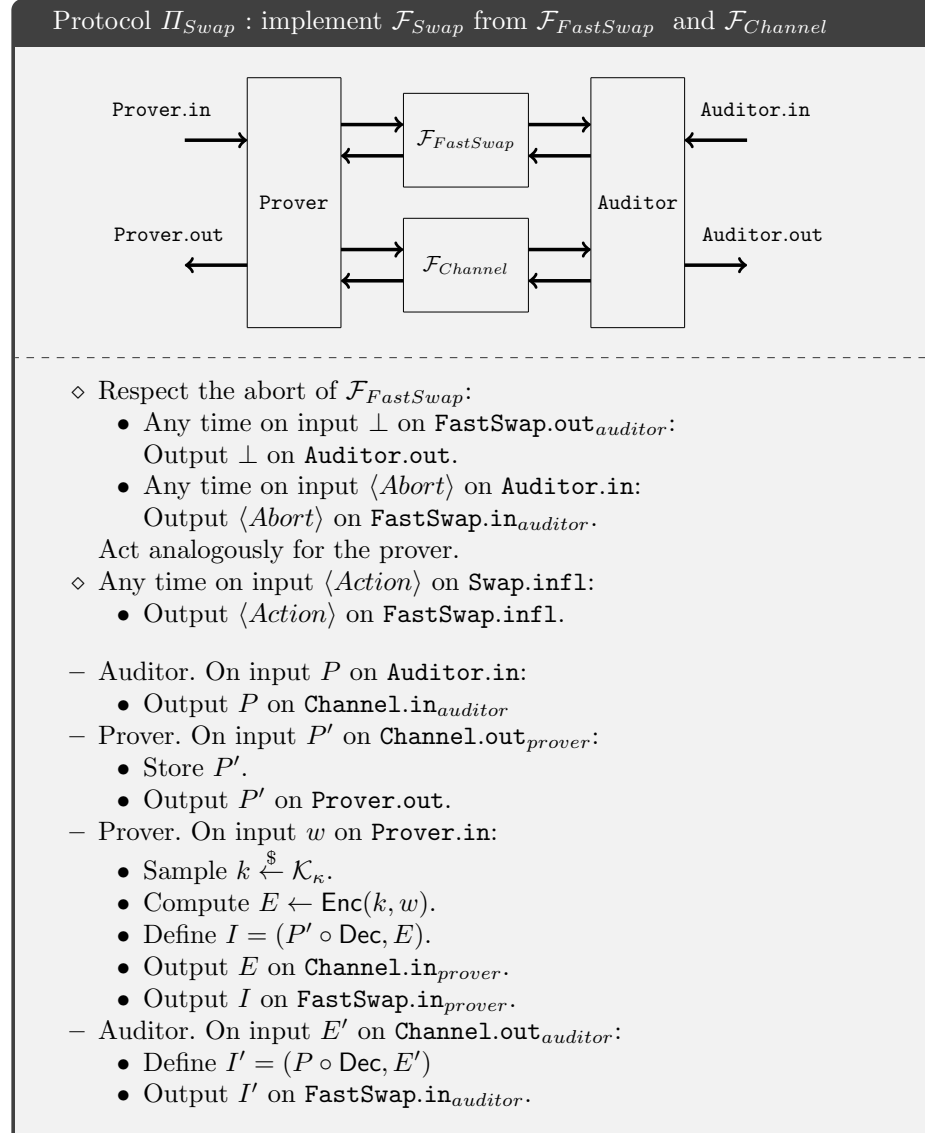 Protocol Π_Swap : implement F_Swap from F_FastSwap and F_Channel
Prover.in
Auditor.in
F_FastSwap
Prover
Auditor
Prover.out
Auditor.out
F_Channel
⋄ Respect the abort of F_FastSwap:
• Any time on input ⊥ on FastSwap.out_auditor:
Output ⊥ on Auditor.out.
• Any time on input ⟨Abort⟩ on Auditor.in:
Output ⟨Abort⟩ on FastSwap.in_auditor.
Act analogously for the prover.
⋄ Any time on input ⟨Action⟩ on Swap.infl:
• Output ⟨Action⟩ on FastSwap.infl.
– Auditor. On input P on Auditor.in:
• Output P on Channel.in_auditor
– Prover. On input P′ on Channel.out_prover:
• Store P′.
• Output P′ on Prover.out.
– Prover. On input w on Prover.in:
• Sample k ←$ K_κ.
• Compute E ← Enc(k, w).
• Define I = (P′ ∘ Dec, E).
• Output E on Channel.in_prover.
• Output I on FastSwap.in_prover.
– Auditor. On input E′ on Channel.out_auditor:
• Define I′ = (P ∘ Dec, E′)
• Output I′ on FastSwap.in_auditor.